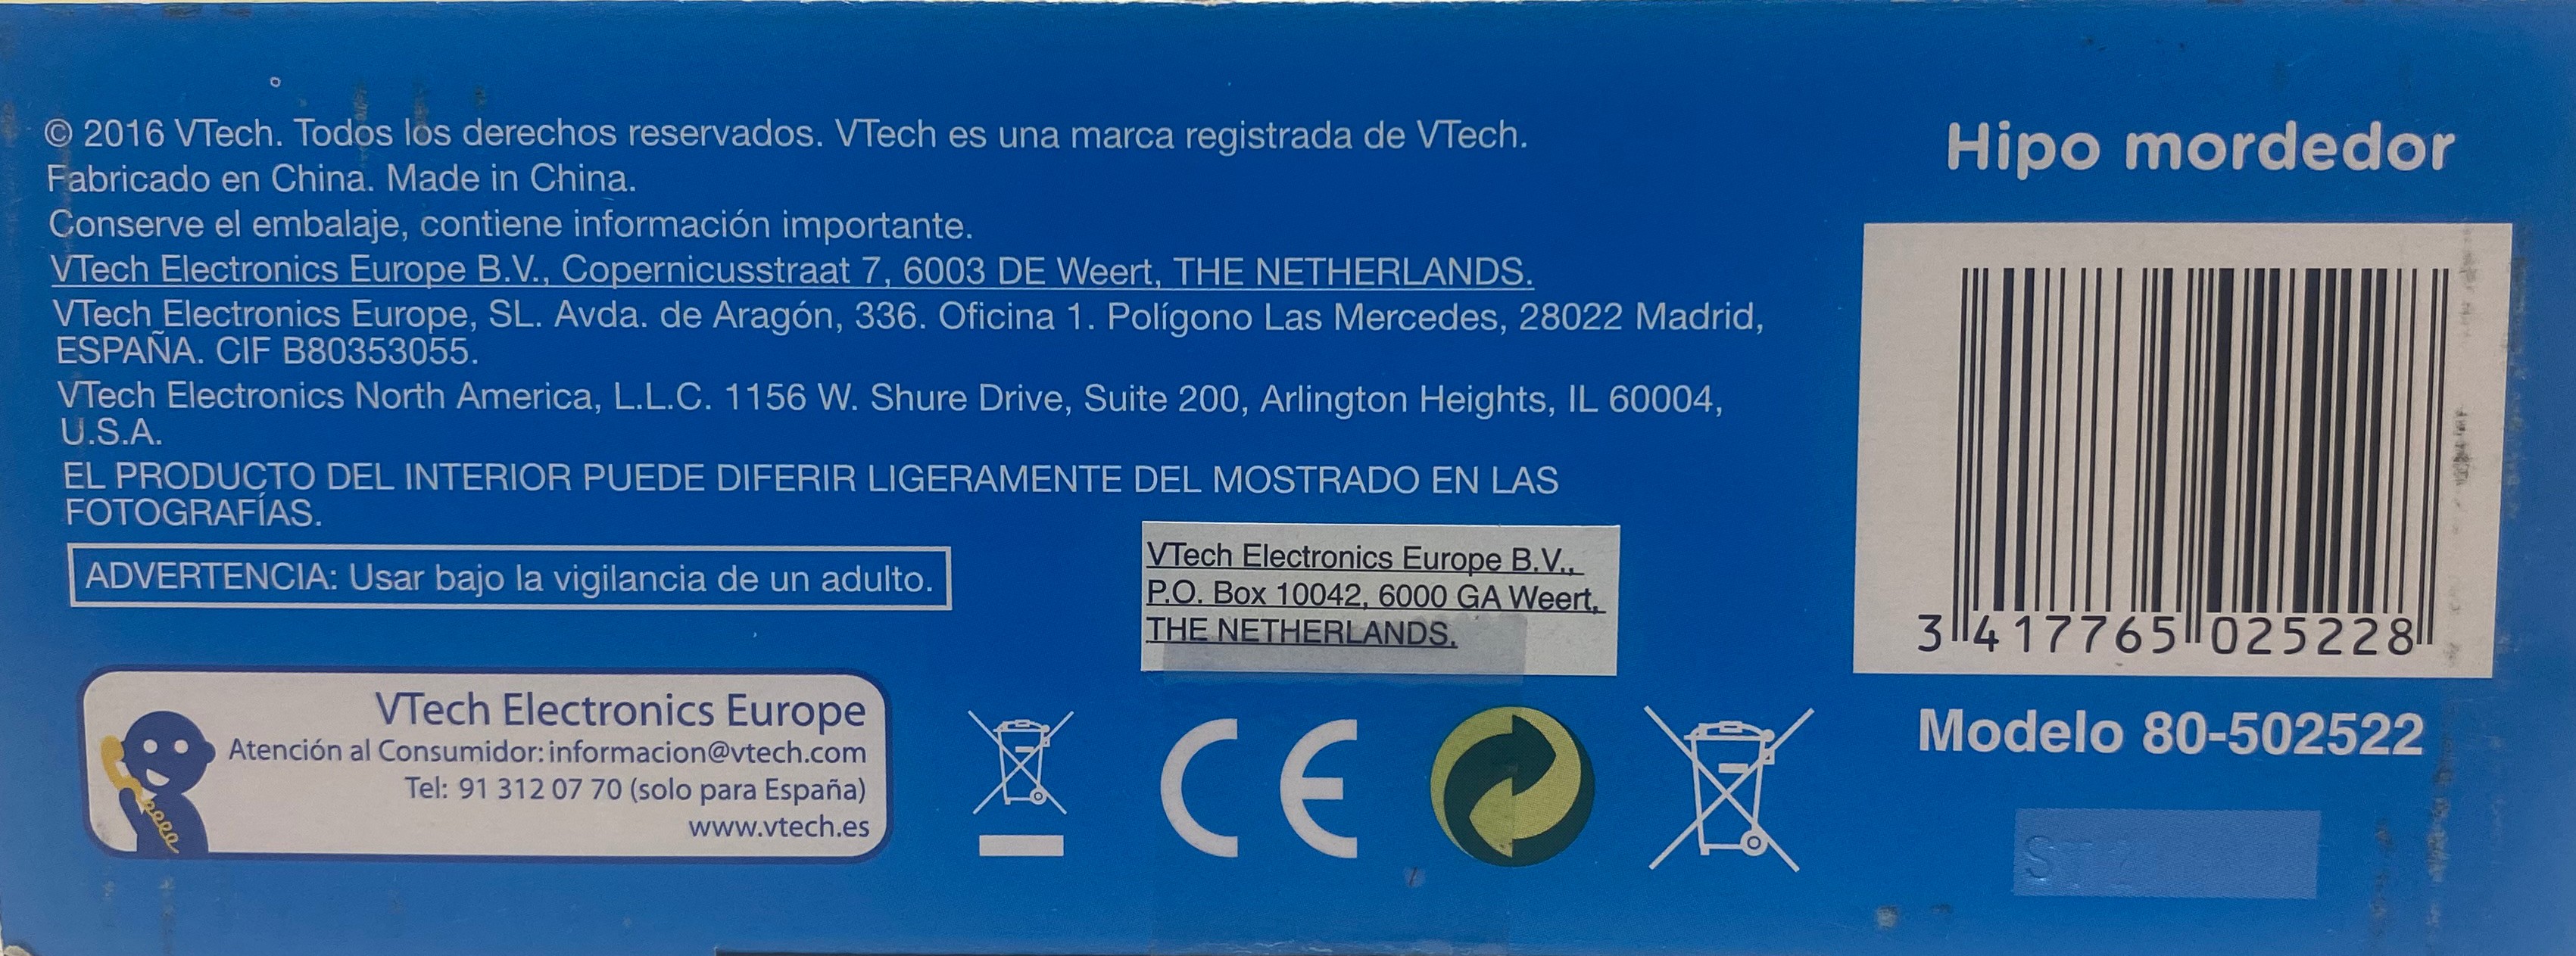 © 2016 VTech. Todos los derechos reservados. VTech es una marca registrada de VTech.
Fabricado en China. Made in China.
Conserve el embalaje, contiene información importante.
VTech Electronics Europe B.V., Copernicusstraat 7, 6003 DE Weert, THE NETHERLANDS.
VTech Electronics Europe, SL. Avda. de Aragón, 336. Oficina 1. Polígono Las Mercedes, 28022 Madrid,
ESPAÑA. CIF B80353055.
VTech Electronics North America, L.L.C. 1156 W. Shure Drive, Suite 200, Arlington Heights, IL 60004,
U.S.A.
EL PRODUCTO DEL INTERIOR PUEDE DIFERIR LIGERAMENTE DEL MOSTRADO EN LAS
FOTOGRAFÍAS.
ADVERTENCIA: Usar bajo la vigilancia de un adulto.
VTech Electronics Europe B.V.,
P.O. Box 10042, 6000 GA Weert,
THE NETHERLANDS.
VTech Electronics Europe
Atención al Consumidor: informacion@vtech.com
Tel: 91 312 07 70 (solo para España)
www.vtech.es
CE
Hipo mordedor
3 417765 025228
Modelo 80-502522